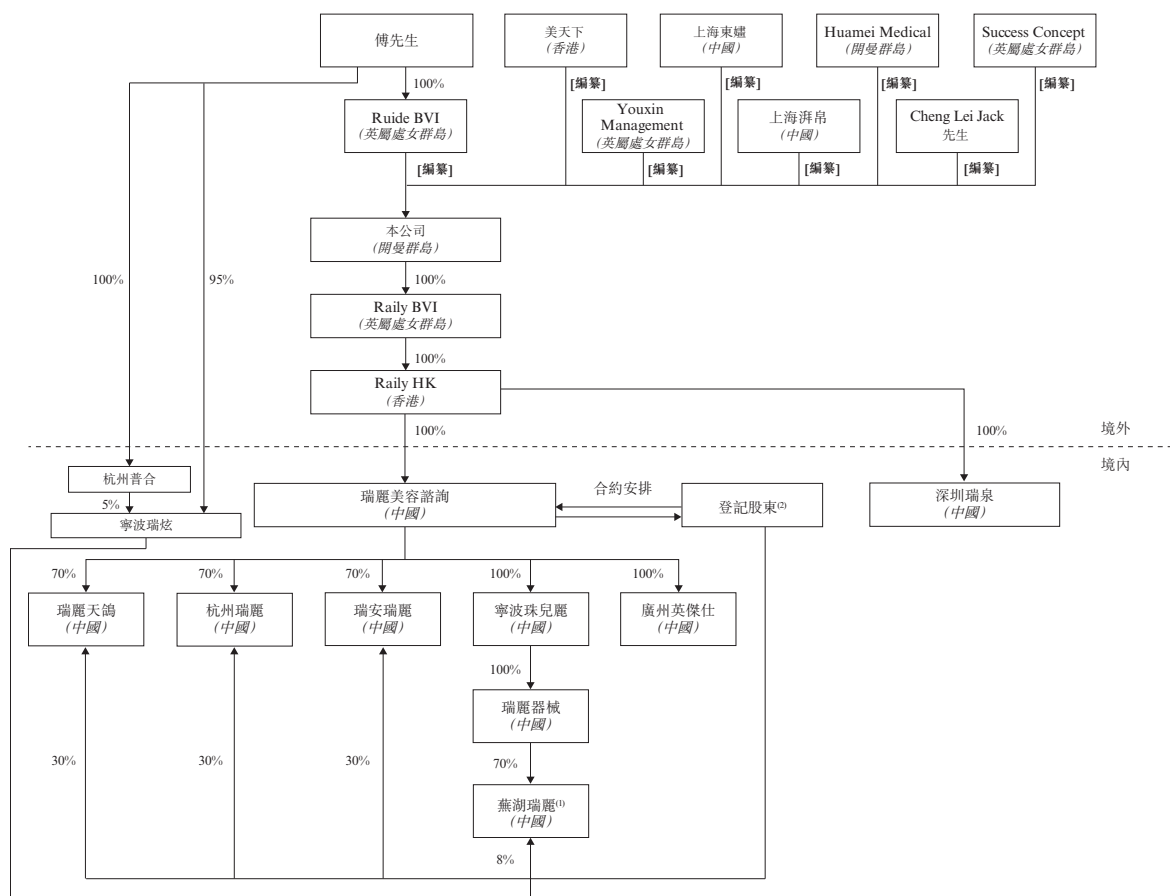 傅先生
美天下
(香港)
上海東嬼
(中國)
Huamei Medical
(開曼群島)
Success Concept
(英屬處女群島)
100%
[編纂]
[編纂]
[編纂]
[編纂]
Ruide BVI
(英屬處女群島)
Youxin
Management
(英屬處女群島)
上海湃帛
(中國)
Cheng Lei Jack
先生
[編纂]
[編纂]
[編纂]
[編纂]
本公司
(開曼群島)
100%
95%
100%
Raily BVI
(英屬處女群島)
100%
Raily HK
(香港)
100%
100%
境外
境內
杭州普合
5%
寧波瑞炫
瑞麗美容諮詢
(中國)
合約安排
登記股東(2)
深圳瑞泉
(中國)
70%
70%
70%
100%
100%
瑞麗天鴿
(中國)
杭州瑞麗
(中國)
瑞安瑞麗
(中國)
寧波珠兒麗
(中國)
廣州英傑仕
(中國)
100%
瑞麗器械
(中國)
30%
30%
30%
70%
蕪湖瑞麗(1)
(中國)
8%